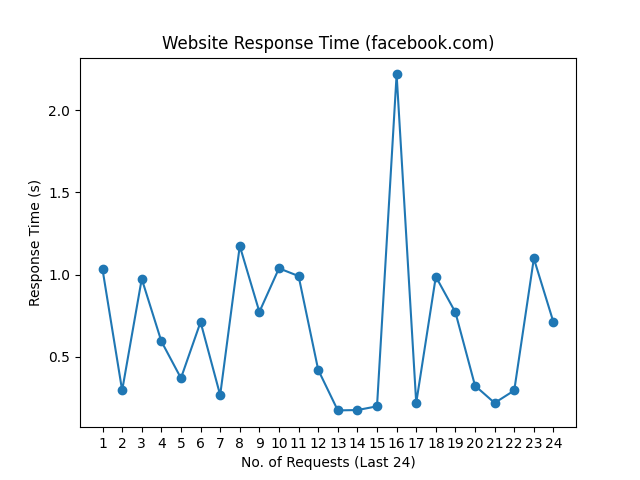 Website Response Time (facebook.com)
2.0
1.5
1.0
0.5
Response Time (s)
1 2 3 4 5 6 7 8 9 10 11 12 13 14 15 16 17 18 19 20 21 22 23 24
No. of Requests (Last 24)